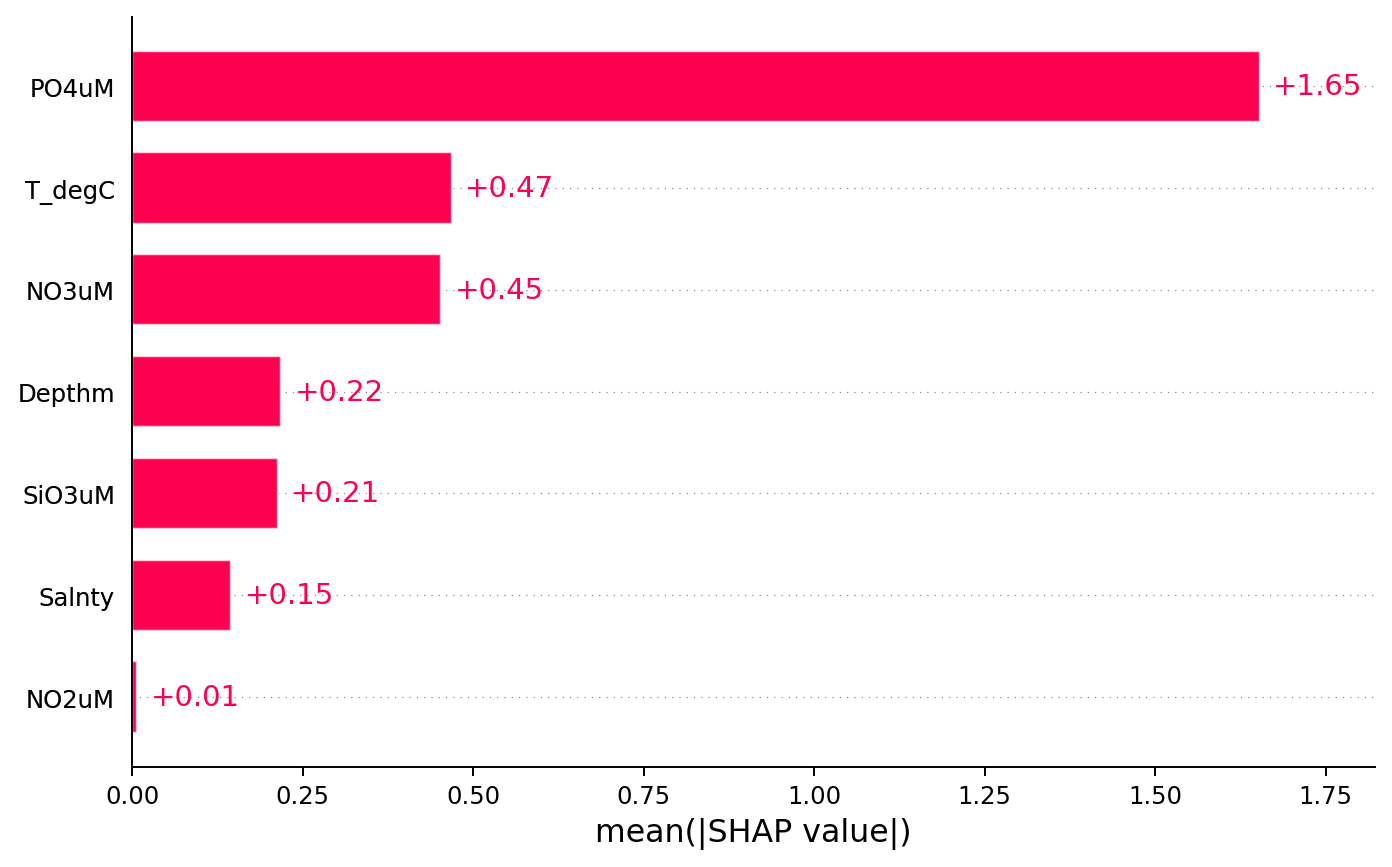 PO4uM +1.65
T_degC +0.47
NO3uM +0.45
Depthm +0.22
SiO3uM +0.21
Salnty +0.15
NO2uM +0.01
0.00 0.25 0.50 0.75 1.00 1.25 1.50 1.75
mean(|SHAP value|)